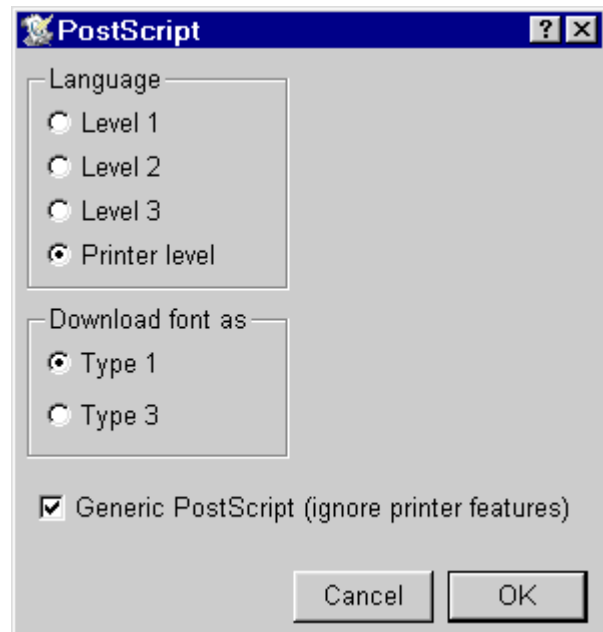 PostScript
Language
Level 1
Level 2
Level 3
Printer level
Download font as
Type 1
Type 3
Generic PostScript (ignore printer features)
Cancel OK